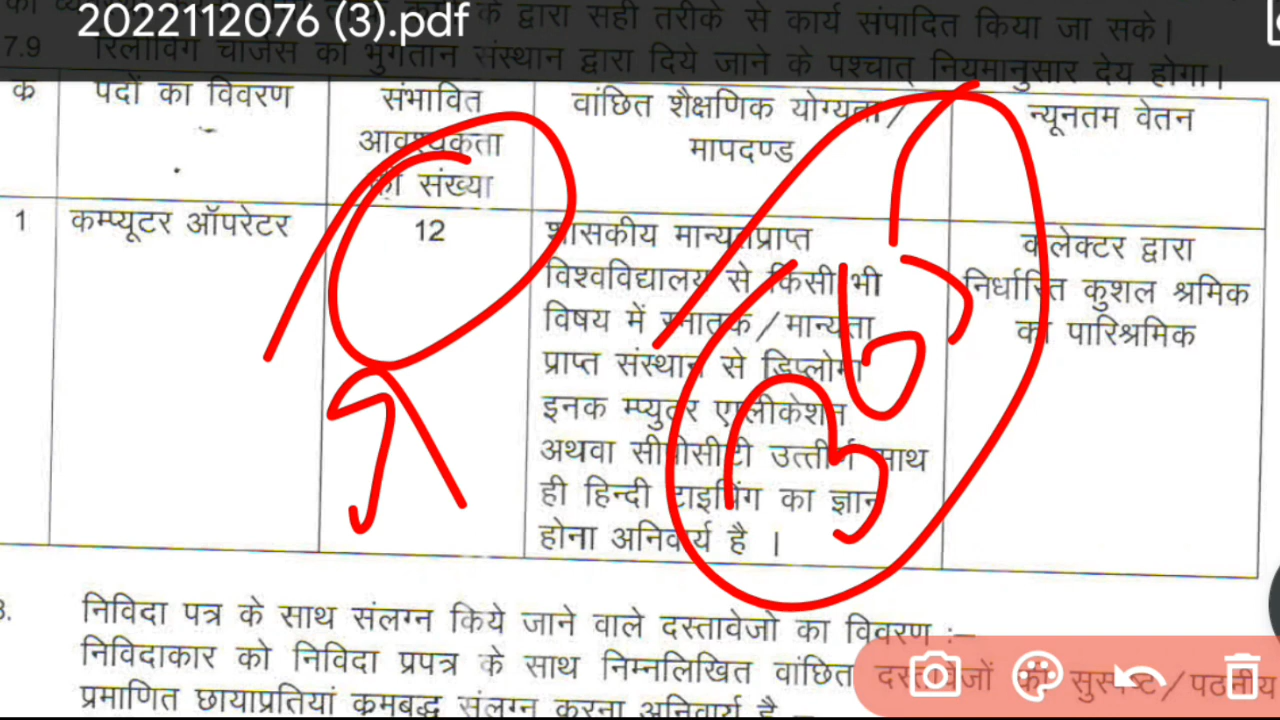 2022112076 (3).pdf
के द्वारा सही तरीके से कार्य संपादित किया जा सके।
7.9 रिलीविंग चार्जेस का भुगतान संस्थान द्वारा दिये जाने के पश्चात् नियमानुसार देय होगा।
क पदों का विवरण संभावित आवश्यकता की संख्या वांछित शैक्षणिक योग्यता/ मापदण्ड न्यूनतम वेतन
1 कम्प्यूटर ऑपरेटर 12 शासकीय मान्यताप्राप्त
विश्वविद्यालय से किसी भी कलेक्टर द्वारा
विषय में स्नातक/मान्यता निर्धारित कुशल श्रमिक
प्राप्त संस्थान से डिप्लोमा का पारिश्रमिक
इनक म्प्युटर एप्लीकेशन
अथवा सीपीसीटी उत्तीर्ण साथ
ही हिन्दी टाइपिंग का ज्ञान
होना अनिवार्य है ।
8. निविदा पत्र के साथ संलग्न किये जाने वाले दस्तावेजो का विवरण :–
निविदाकार को निविदा प्रपत्र के साथ निम्नलिखित वांछित दस्तावेजों की सुस्पष्ट/पठनीय
प्रमाणित छायाप्रतियां कमबद्ध संलग्न करना अनिवार्य है –